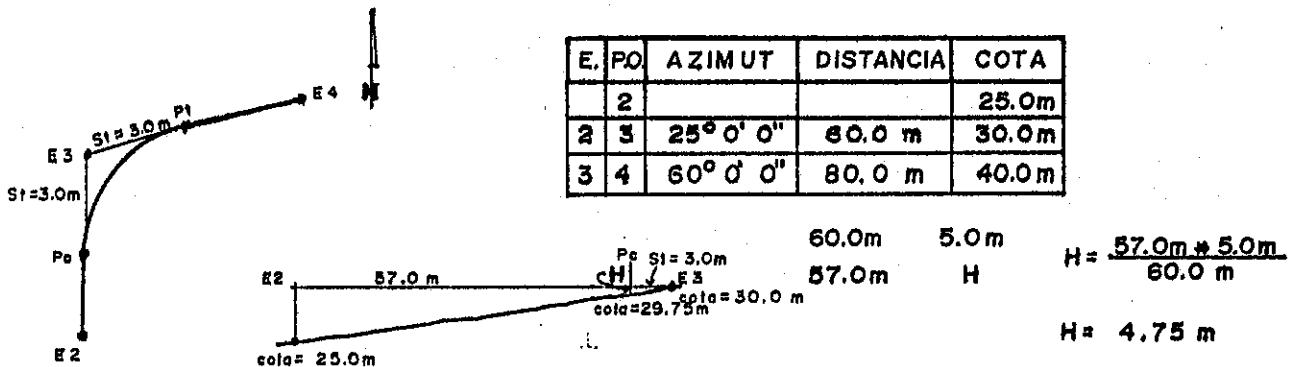 E. P.O. AZIMUT DISTANCIA COTA
2 25.0m
2 3 25° 0' 0" 60.0 m 30.0m
3 4 60° 0' 0" 80.0 m 40.0m
N
E 4
Pt
St = 3.0m
E 3
St=3.0m
Pc
E 2
E2
57.0 m
H
Pc
St = 3.0m
E3
cota = 30.0 m
cota=29.75m
cota = 25.0m
60.0m 5.0m
57.0m H
H = 57.0m * 5.0m
60.0 m
H = 4.75 m